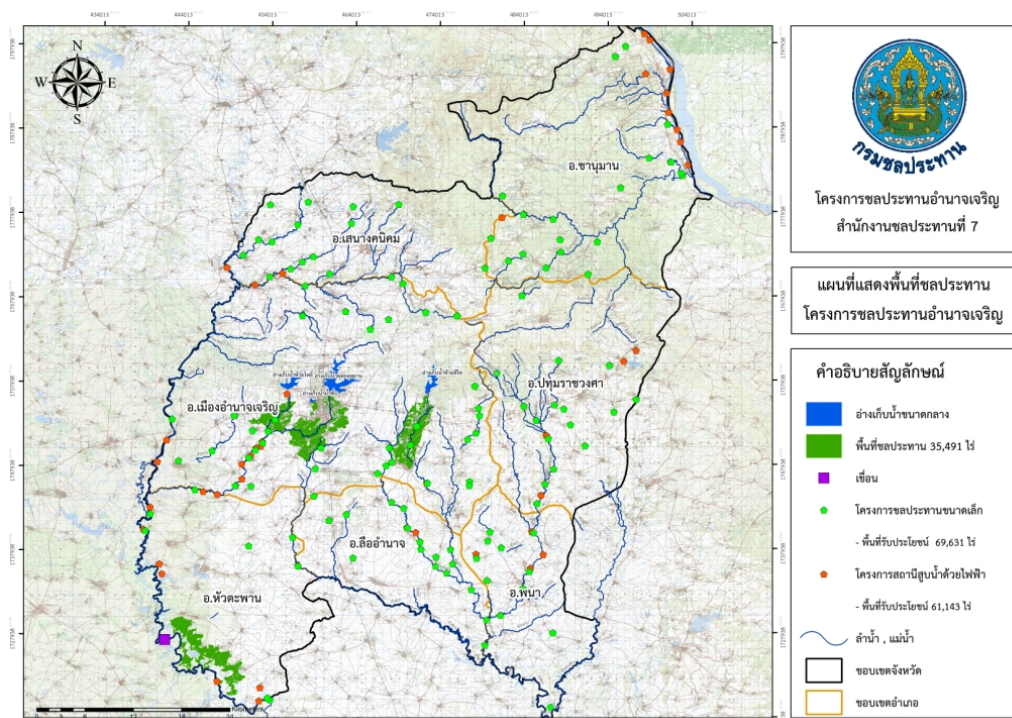 434013 444013 454013 464013 474013 484013 494013 504013
N
W E
S
1797938
1787938
1777938
1767938
1757938
1747938
1737938
1727938
อ.ชานุมาน
อ.เสนางคนิคม
อ.ปทุมราชวงศา
อ.เมืองอำนาจเจริญ
อ.ลืออำนาจ
อ.หัวตะพาน
อ.พนา
กรมชลประทาน
โครงการชลประทานอำนาจเจริญ
สำนักงานชลประทานที่ 7
แผนที่แสดงพื้นที่ชลประทาน
โครงการชลประทานอำนาจเจริญ
คำอธิบายสัญลักษณ์
อ่างเก็บน้ำขนาดกลาง
พื้นที่ชลประทาน 35,491 ไร่
เขื่อน
โครงการชลประทานขนาดเล็ก
- พื้นที่รับประโยชน์ 69,631 ไร่
โครงการสถานีสูบน้ำด้วยไฟฟ้า
- พื้นที่รับประโยชน์ 61,143 ไร่
ลำน้ำ , แม่น้ำ
ขอบเขตจังหวัด
ขอบเขตอำเภอ